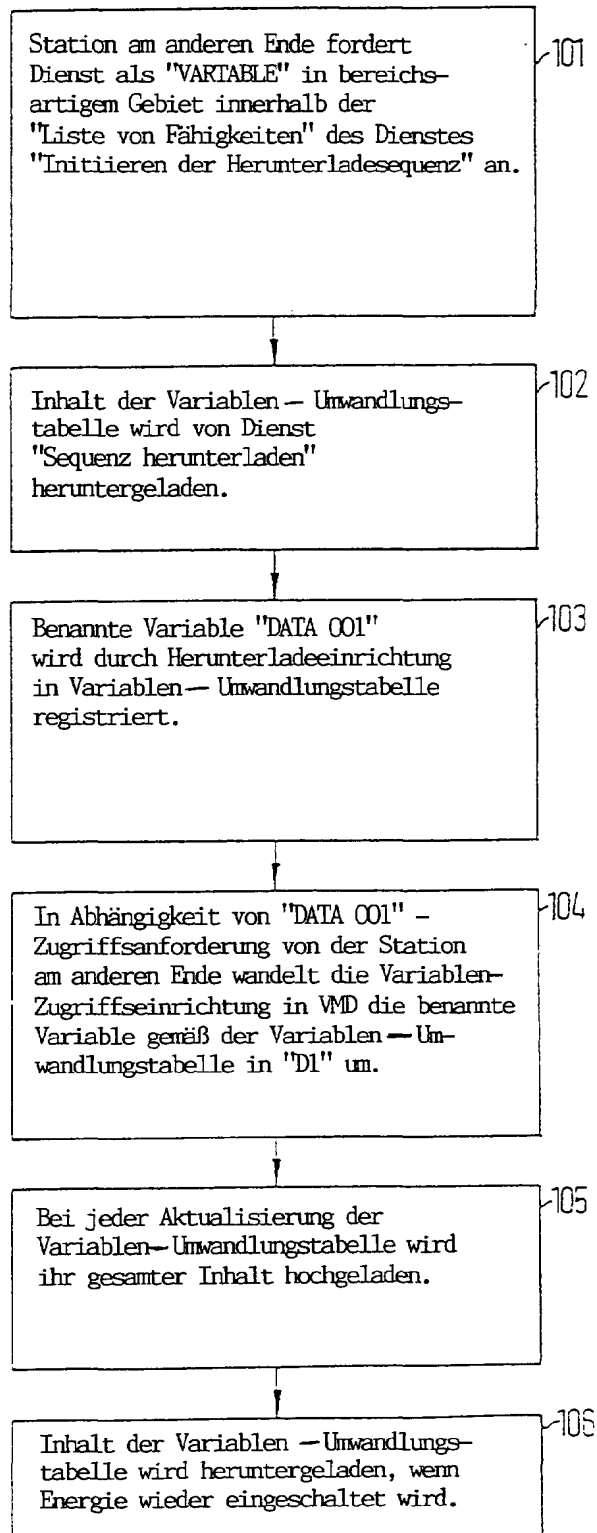 Station am anderen Ende fordert
Dienst als "VARTABLE" in bereichs-
artigem Gebiet innerhalb der
"Liste von Fähigkeiten" des Dienstes
"Initiieren der Herunterladesequenz" an.
101
Inhalt der Variablen — Umwandlungs-
tabelle wird von Dienst
"Sequenz herunterladen"
heruntergeladen.
102
Benannte Variable "DATA 001"
wird durch Herunterladeeinrichtung
in Variablen — Umwandlungstabelle
registriert.
103
In Abhängigkeit von "DATA 001" -
Zugriffsanforderung von der Station
am anderen Ende wandelt die Variablen-
Zugriffseinrichtung in VMD die benannte
Variable gemäß der Variablen — Um-
wandlungstabelle in "D1" um.
104
Bei jeder Aktualisierung der
Variablen — Umwandlungstabelle wird
ihr gesamter Inhalt hochgeladen.
105
Inhalt der Variablen — Umwandlungs-
tabelle wird heruntergeladen, wenn
Energie wieder eingeschaltet wird.
106